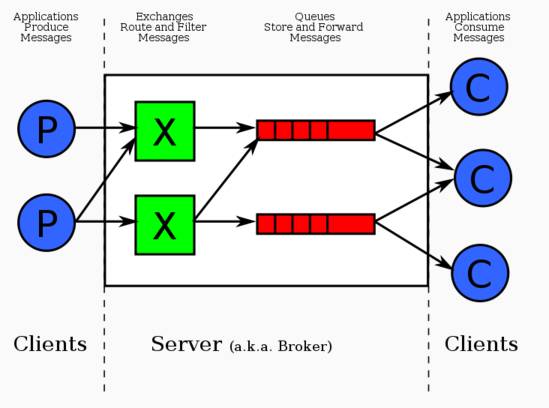 Applications
Produce
Messages
Exchanges
Route and Filter
Messages
Queues
Store and Forward
Messages
Applications
Consume
Messages
P
X
C
P
X
C
C
Clients
Server (a.k.a. Broker)
Clients